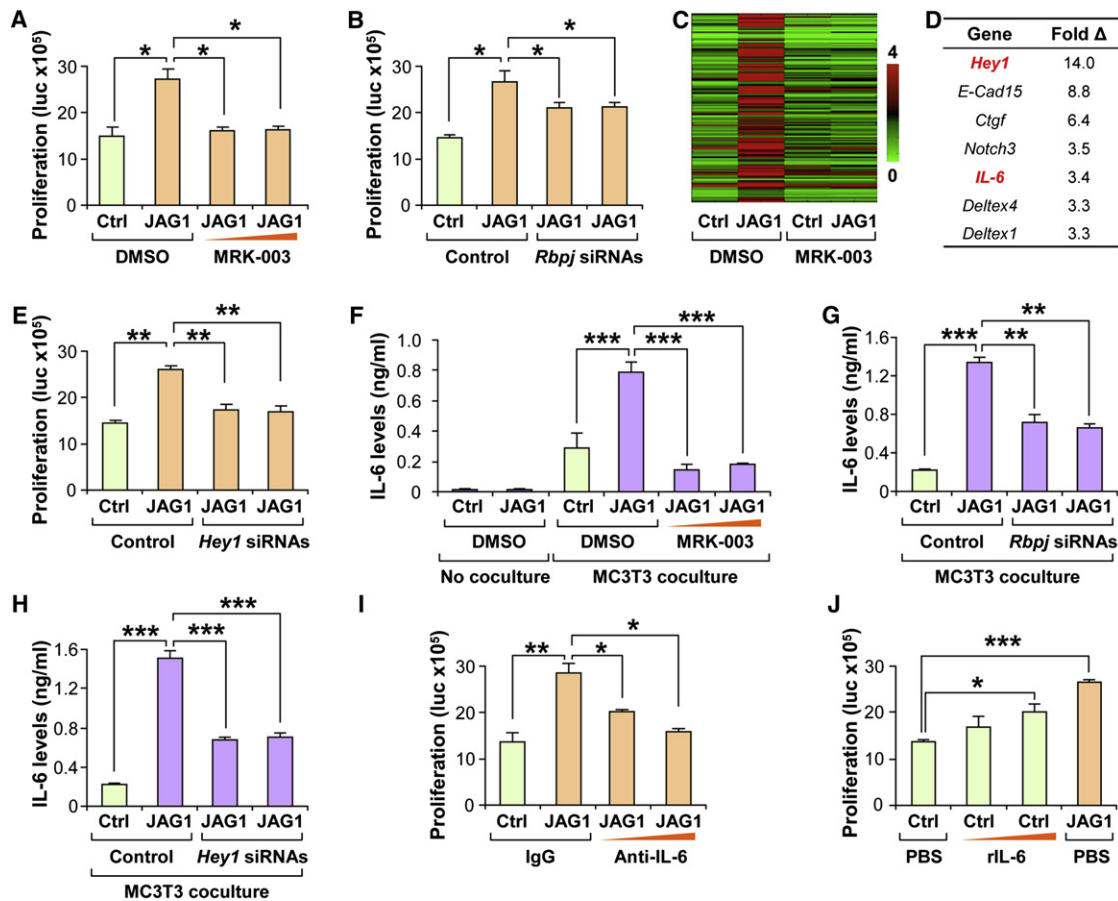 A
Proliferation (luc x10⁵)
30
20
10
0
*
*
*
Ctrl JAG1 JAG1 JAG1
DMSO MRK-003
B
Proliferation (luc x10⁵)
30
20
10
0
*
*
*
Ctrl JAG1 JAG1 JAG1
Control Rbpj siRNAs
C
4
0
Ctrl JAG1 Ctrl JAG1
DMSO MRK-003
D
Gene Fold Δ
Hey1 14.0
E-Cad15 8.8
Ctgf 6.4
Notch3 3.5
IL-6 3.4
Deltex4 3.3
Deltex1 3.3
E
Proliferation (luc x10⁵)
30
20
10
0
**
** **
Ctrl JAG1 JAG1 JAG1
Control Hey1 siRNAs
F
IL-6 levels (ng/ml)
1.0
0.8
0.6
0.4
0.2
0
***
*** ***
Ctrl JAG1 Ctrl JAG1 JAG1 JAG1
DMSO DMSO MRK-003
No coculture MC3T3 coculture
G
IL-6 levels (ng/ml)
1.8
1.2
0.6
0
**
*** **
Ctrl JAG1 JAG1 JAG1
Control Rbpj siRNAs
MC3T3 coculture
H
IL-6 levels (ng/ml)
1.6
1.2
0.8
0.4
0
***
*** ***
Ctrl JAG1 JAG1 JAG1
Control Hey1 siRNAs
MC3T3 coculture
I
Proliferation (luc x10⁵)
30
20
10
0
*
** *
Ctrl JAG1 JAG1 JAG1
IgG Anti-IL-6
J
Proliferation (luc x10⁵)
30
20
10
0
***
*
Ctrl Ctrl Ctrl JAG1
PBS rIL-6 PBS